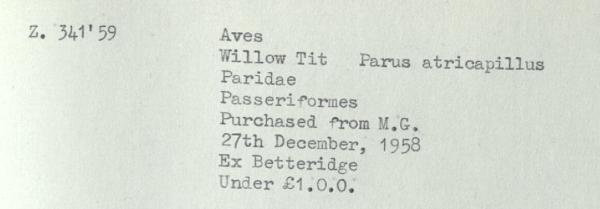 Z. 341'59 Aves
Willow Tit Parus atricapillus
Paridae
Passeriformes
Purchased from M.G.
27th December, 1958
Ex Betteridge
Under £1.0.0.